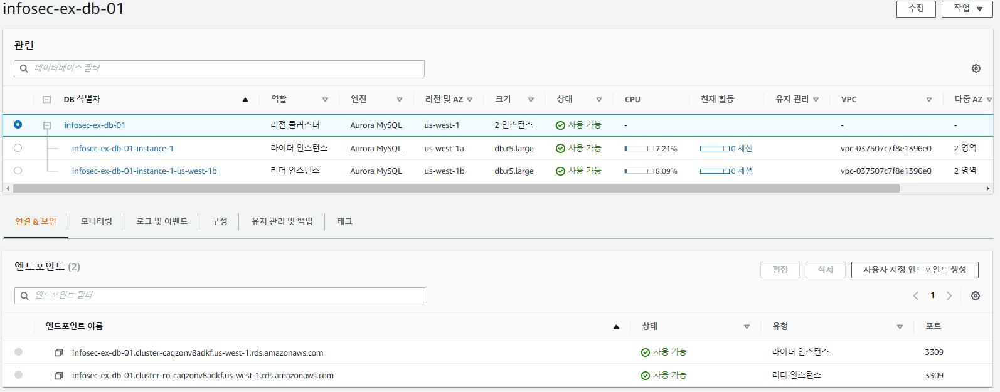 infosec-ex-db-01
수정 작업
관련
데이터베이스 필터
DB 식별자 역할 엔진 리전 및 AZ 크기 상태 CPU 현재 활동 유지 관리 VPC 다중 AZ
infosec-ex-db-01 리전 클러스터 Aurora MySQL us-west-1 2 인스턴스 사용 가능 - - -
infosec-ex-db-01-instance-1 라이터 인스턴스 Aurora MySQL us-west-1a db.r5.large 사용 가능 7.21% 0 세션 vpc-037507c7f8e1396e0 2 영역
infosec-ex-db-01-instance-1-us-west-1b 리더 인스턴스 Aurora MySQL us-west-1b db.r5.large 사용 가능 8.09% 0 세션 vpc-037507c7f8e1396e0 2 영역
연결 & 보안 모니터링 로그 및 이벤트 구성 유지 관리 및 백업 태그
엔드포인트 (2)
편집 삭제 사용자 지정 엔드포인트 생성
엔드포인트 필터
1
엔드포인트 이름 상태 유형 포트
infosec-ex-db-01.cluster-caqzonv8adkf.us-west-1.rds.amazonaws.com 사용 가능 라이터 인스턴스 3309
infosec-ex-db-01.cluster-ro-caqzonv8adkf.us-west-1.rds.amazonaws.com 사용 가능 리더 인스턴스 3309